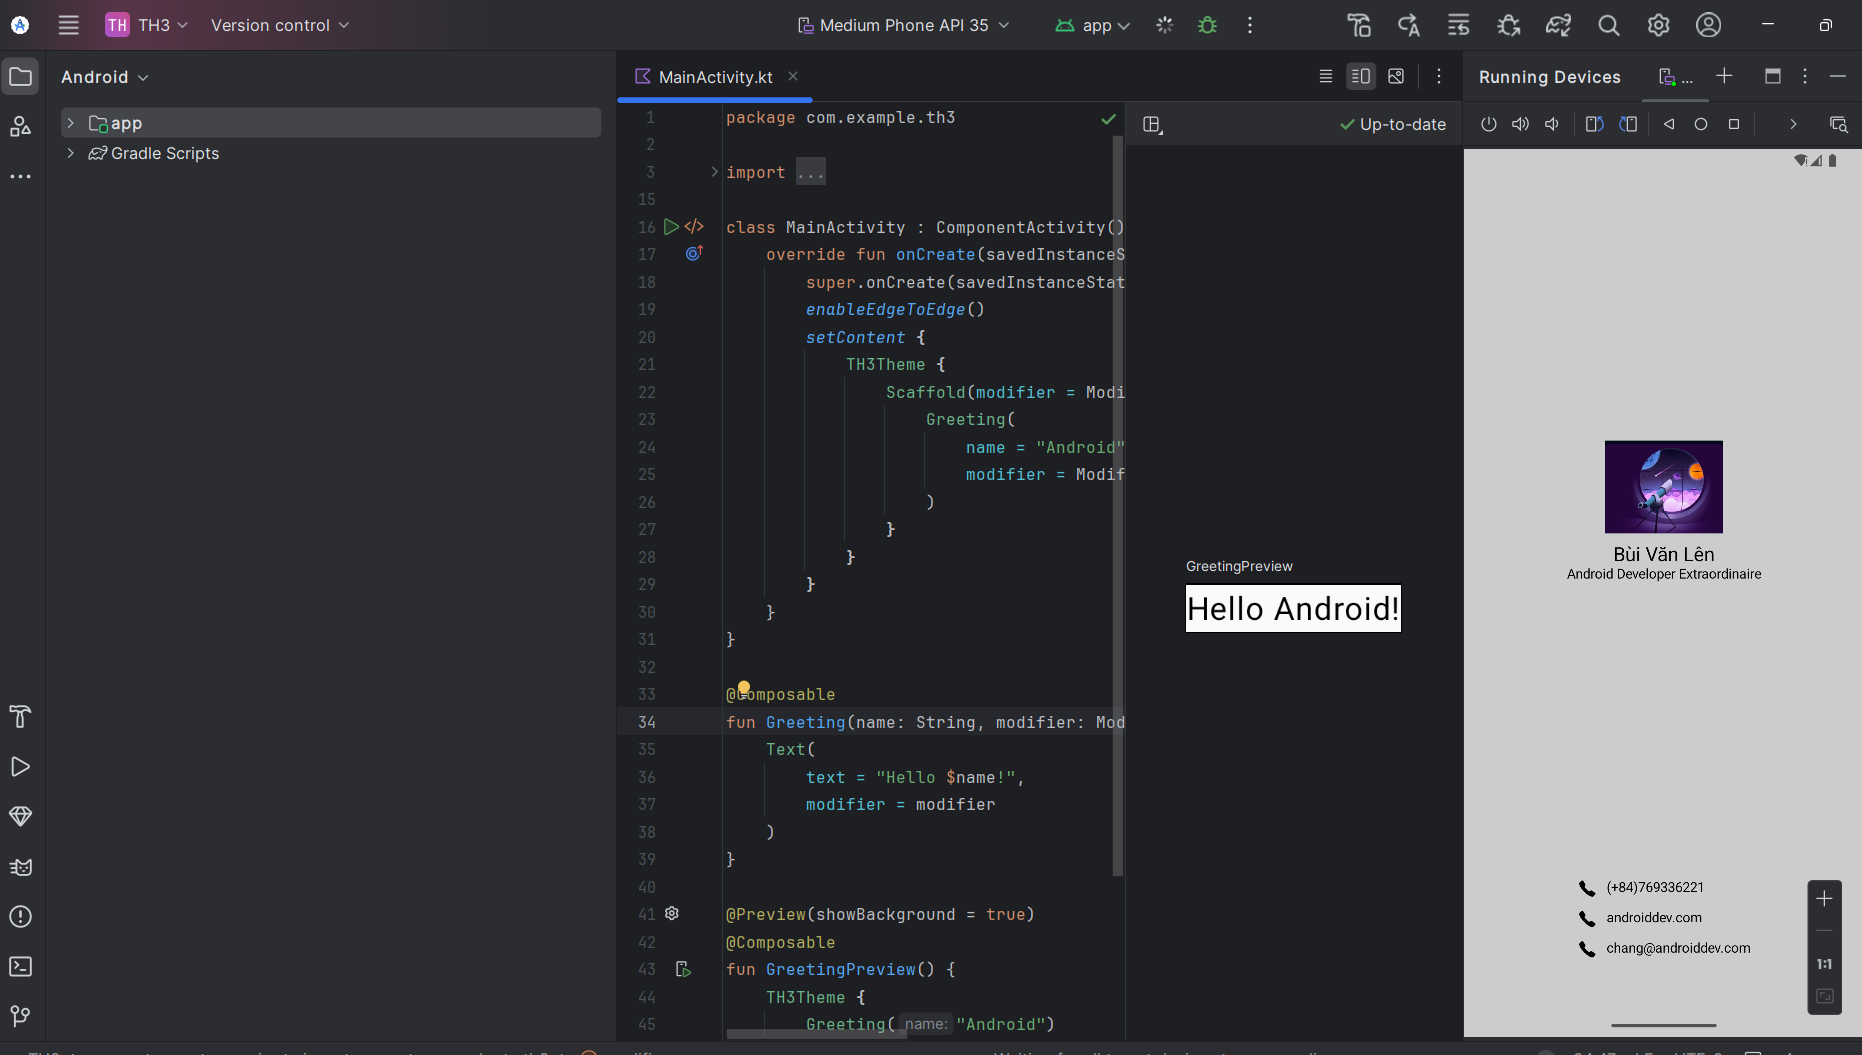 TH TH3 Version control Medium Phone API 35 app
Android
MainActivity.kt
Running Devices ...
app
Gradle Scripts
Up-to-date
1 package com.example.th3
2
3 import ...
15
16 class MainActivity : ComponentActivity()
17 override fun onCreate(savedInstanceS
18 super.onCreate(savedInstanceStat
19 enableEdgeToEdge()
20 setContent {
21 TH3Theme {
22 Scaffold(modifier = Modi
23 Greeting(
24 name = "Android"
25 modifier = Modif
26 )
27 }
28 }
29 }
30 }
31 }
32
33 @Composable
34 fun Greeting(name: String, modifier: Mod
35 Text(
36 text = "Hello $name!",
37 modifier = modifier
38 )
39 }
40
41 @Preview(showBackground = true)
42 @Composable
43 fun GreetingPreview() {
44 TH3Theme {
45 Greeting( name: "Android")
GreetingPreview
Hello Android!
Bùi Văn Lên
Android Developer Extraordinaire
(+84)769336221
androiddev.com
chang@androiddev.com
1:1